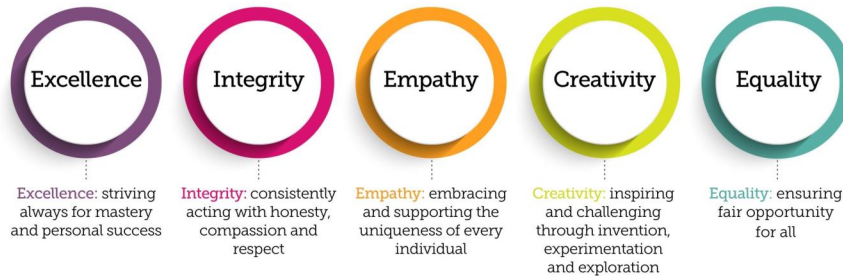 Excellence
Integrity
Empathy
Creativity
Equality
Excellence: striving
always for mastery
and personal success
Integrity: consistently
acting with honesty,
compassion and
respect
Empathy: embracing
and supporting the
uniqueness of every
individual
Creativity: inspiring
and challenging
through invention,
experimentation
and exploration
Equality: ensuring
fair opportunity
for all